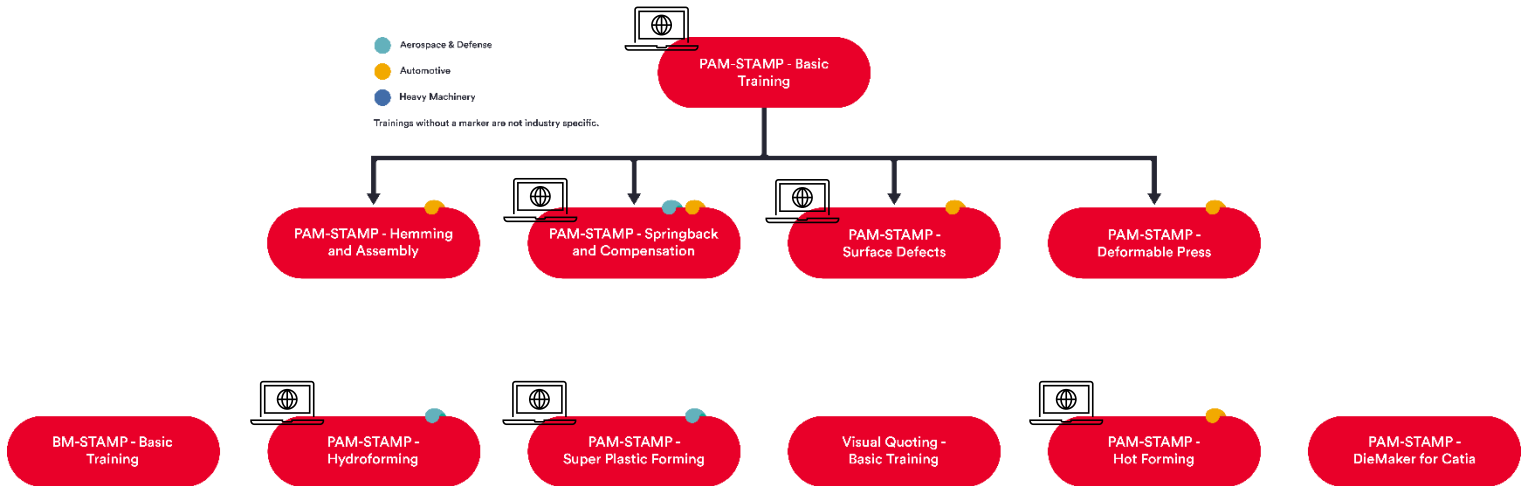 Aerospace & Defense
Automotive
Heavy Machinery
Trainings without a marker are not industry specific.
PAM-STAMP - Basic
Training
PAM-STAMP - Hemming
and Assembly
PAM-STAMP - Springback
and Compensation
PAM-STAMP -
Surface Defects
PAM-STAMP -
Deformable Press
BM-STAMP - Basic
Training
PAM-STAMP -
Hydroforming
PAM-STAMP -
Super Plastic Forming
Visual Quoting -
Basic Training
PAM-STAMP -
Hot Forming
PAM-STAMP -
DieMaker for Catia